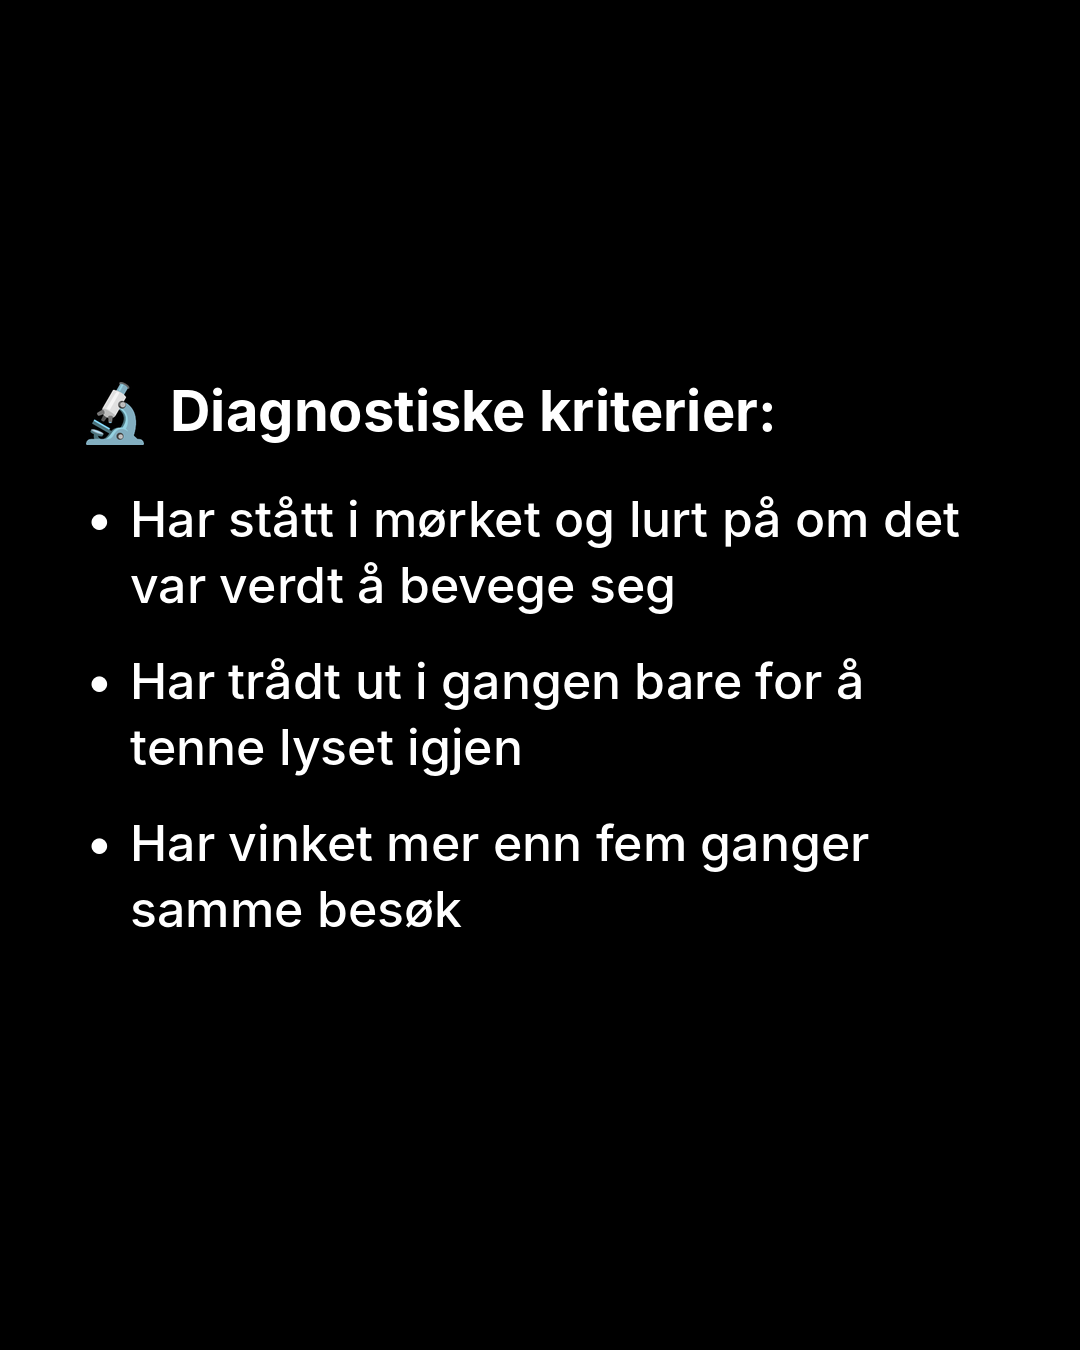 🔬 Diagnostiske kriterier:
• Har stått i mørket og lurt på om det
var verdt å bevege seg
• Har trådt ut i gangen bare for å
tenne lyset igjen
• Har vinket mer enn fem ganger
samme besøk